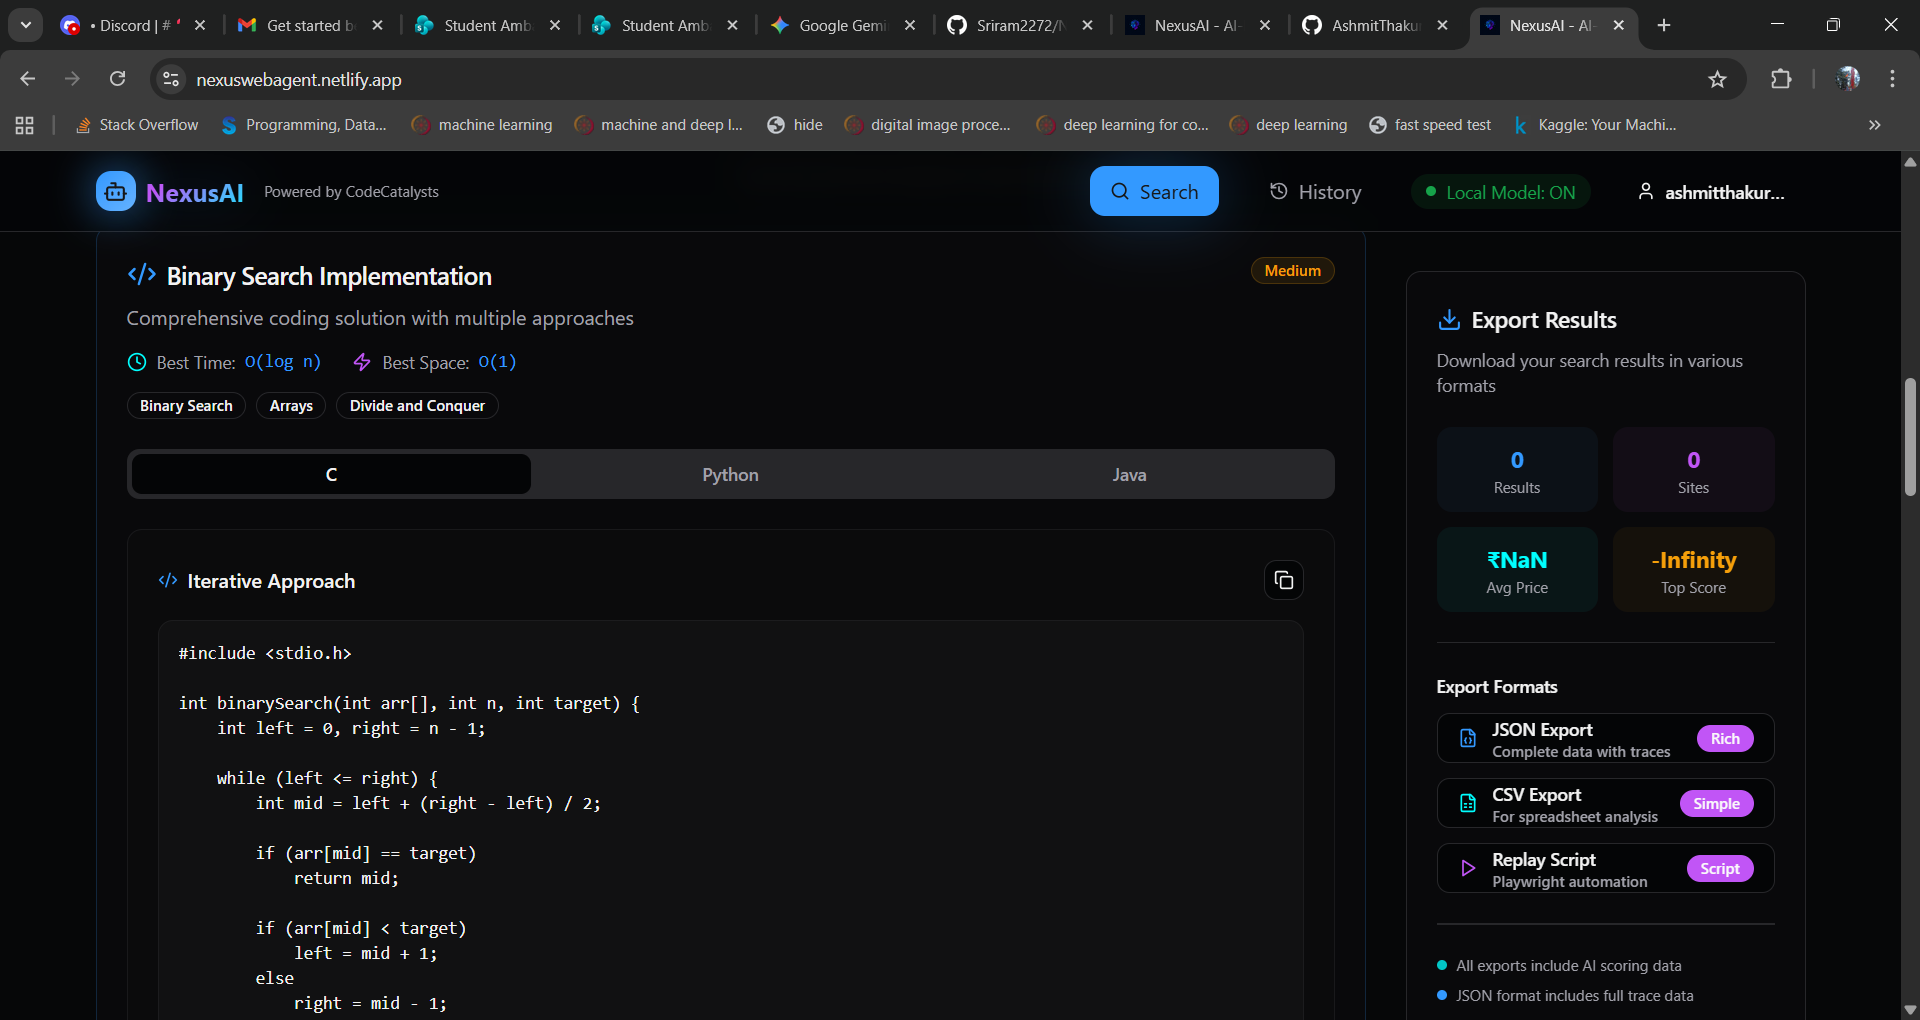 • Discord | #
Get started b
Student Amb
Student Amb
Google Gemi
Sriram2272/N
NexusAI - AI-
AshmitThakur
NexusAI - AI-
nexuswebagent.netlify.app
Stack Overflow
Programming, Data...
machine learning
machine and deep l...
hide
digital image proce...
deep learning for co...
deep learning
fast speed test
Kaggle: Your Machi...
NexusAI
Powered by CodeCatalysts
Search
History
Local Model: ON
ashmitthakur...
</> Binary Search Implementation
Medium
Comprehensive coding solution with multiple approaches
Best Time: O(log n)
Best Space: O(1)
Binary Search
Arrays
Divide and Conquer
C
Python
Java
</> Iterative Approach
#include <stdio.h>
int binarySearch(int arr[], int n, int target) {
int left = 0, right = n - 1;
while (left <= right) {
int mid = left + (right - left) / 2;
if (arr[mid] == target)
return mid;
if (arr[mid] < target)
left = mid + 1;
else
right = mid - 1;
Export Results
Download your search results in various
formats
0
Results
0
Sites
₹NaN
Avg Price
-Infinity
Top Score
Export Formats
JSON Export
Complete data with traces
Rich
CSV Export
For spreadsheet analysis
Simple
Replay Script
Playwright automation
Script
All exports include AI scoring data
JSON format includes full trace data